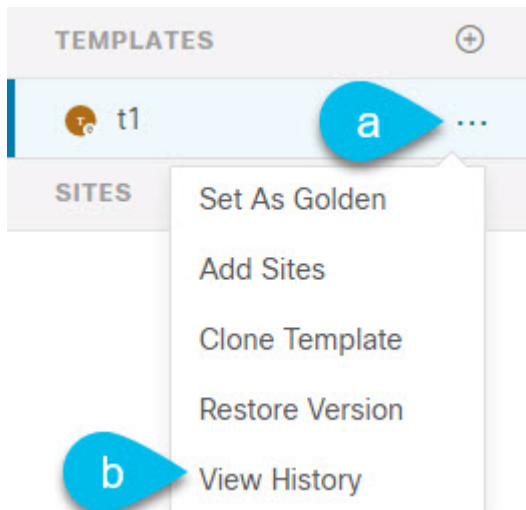 TEMPLATES
t1
a
...
SITES
Set As Golden
Add Sites
Clone Template
Restore Version
b
View History